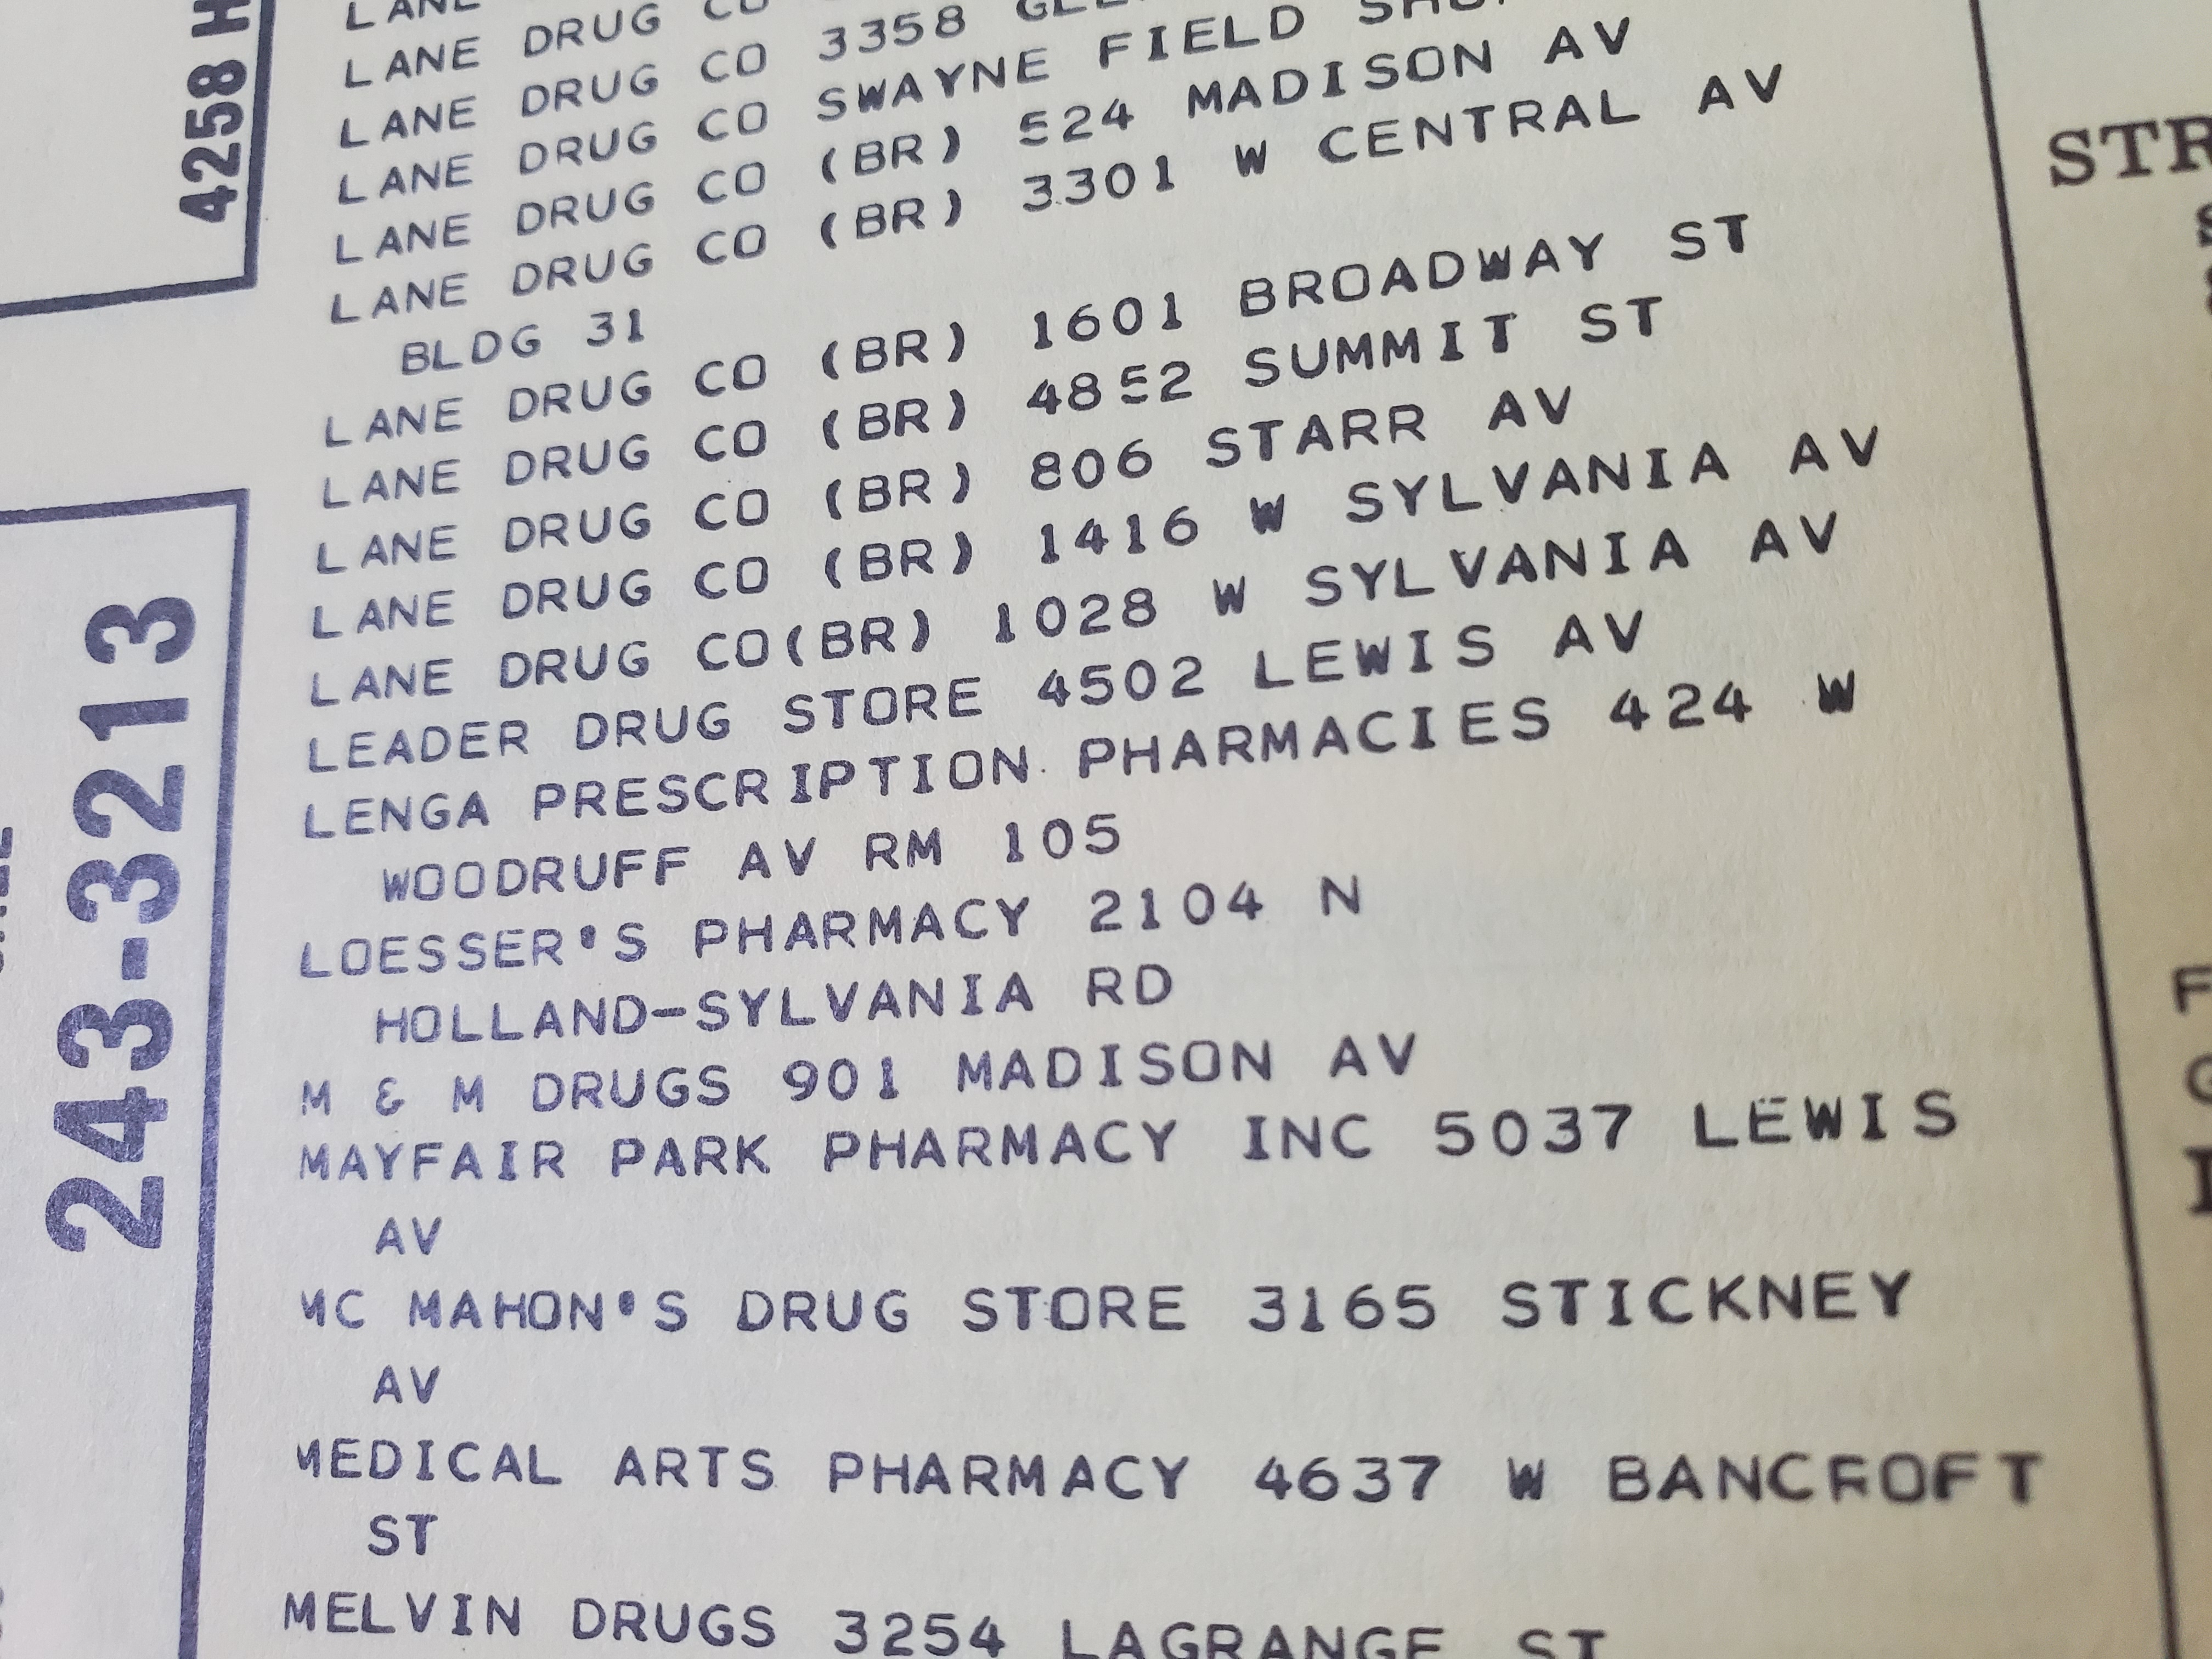 LANE
LANE DRUG CO
LANE DRUG CO 3358
LANE DRUG CO SWAYNE FIELD
LANE DRUG CO (BR) 524 MADISON AV
LANE DRUG CO (BR) 3301 W CENTRAL AV
BLDG 31
LANE DRUG CO (BR) 1601 BROADWAY ST
LANE DRUG CO (BR) 4852 SUMMIT ST
LANE DRUG CO (BR) 806 STARR AV
LANE DRUG CO (BR) 1416 W SYLVANIA AV
LANE DRUG CO(BR) 1028 W SYLVANIA AV
LEADER DRUG STORE 4502 LEWIS AV
LENGA PRESCRIPTION PHARMACIES 424 W
WOODRUFF AV RM 105
LOESSER'S PHARMACY 2104 N
HOLLAND-SYLVANIA RD
M & M DRUGS 901 MADISON AV
MAYFAIR PARK PHARMACY INC 5037 LEWIS
AV
MC MAHON'S DRUG STORE 3165 STICKNEY
AV
MEDICAL ARTS PHARMACY 4637 W BANCROFT
ST
MELVIN DRUGS 3254 LAGRANGE ST
4258 H
243-3213
STR